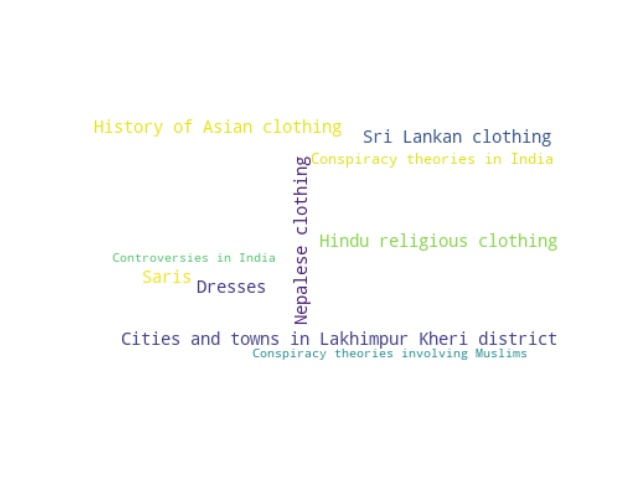 History of Asian clothing
Sri Lankan clothing
Conspiracy theories in India
Nepalese clothing
Hindu religious clothing
Controversies in India
Saris
Dresses
Cities and towns in Lakhimpur Kheri district
Conspiracy theories involving Muslims